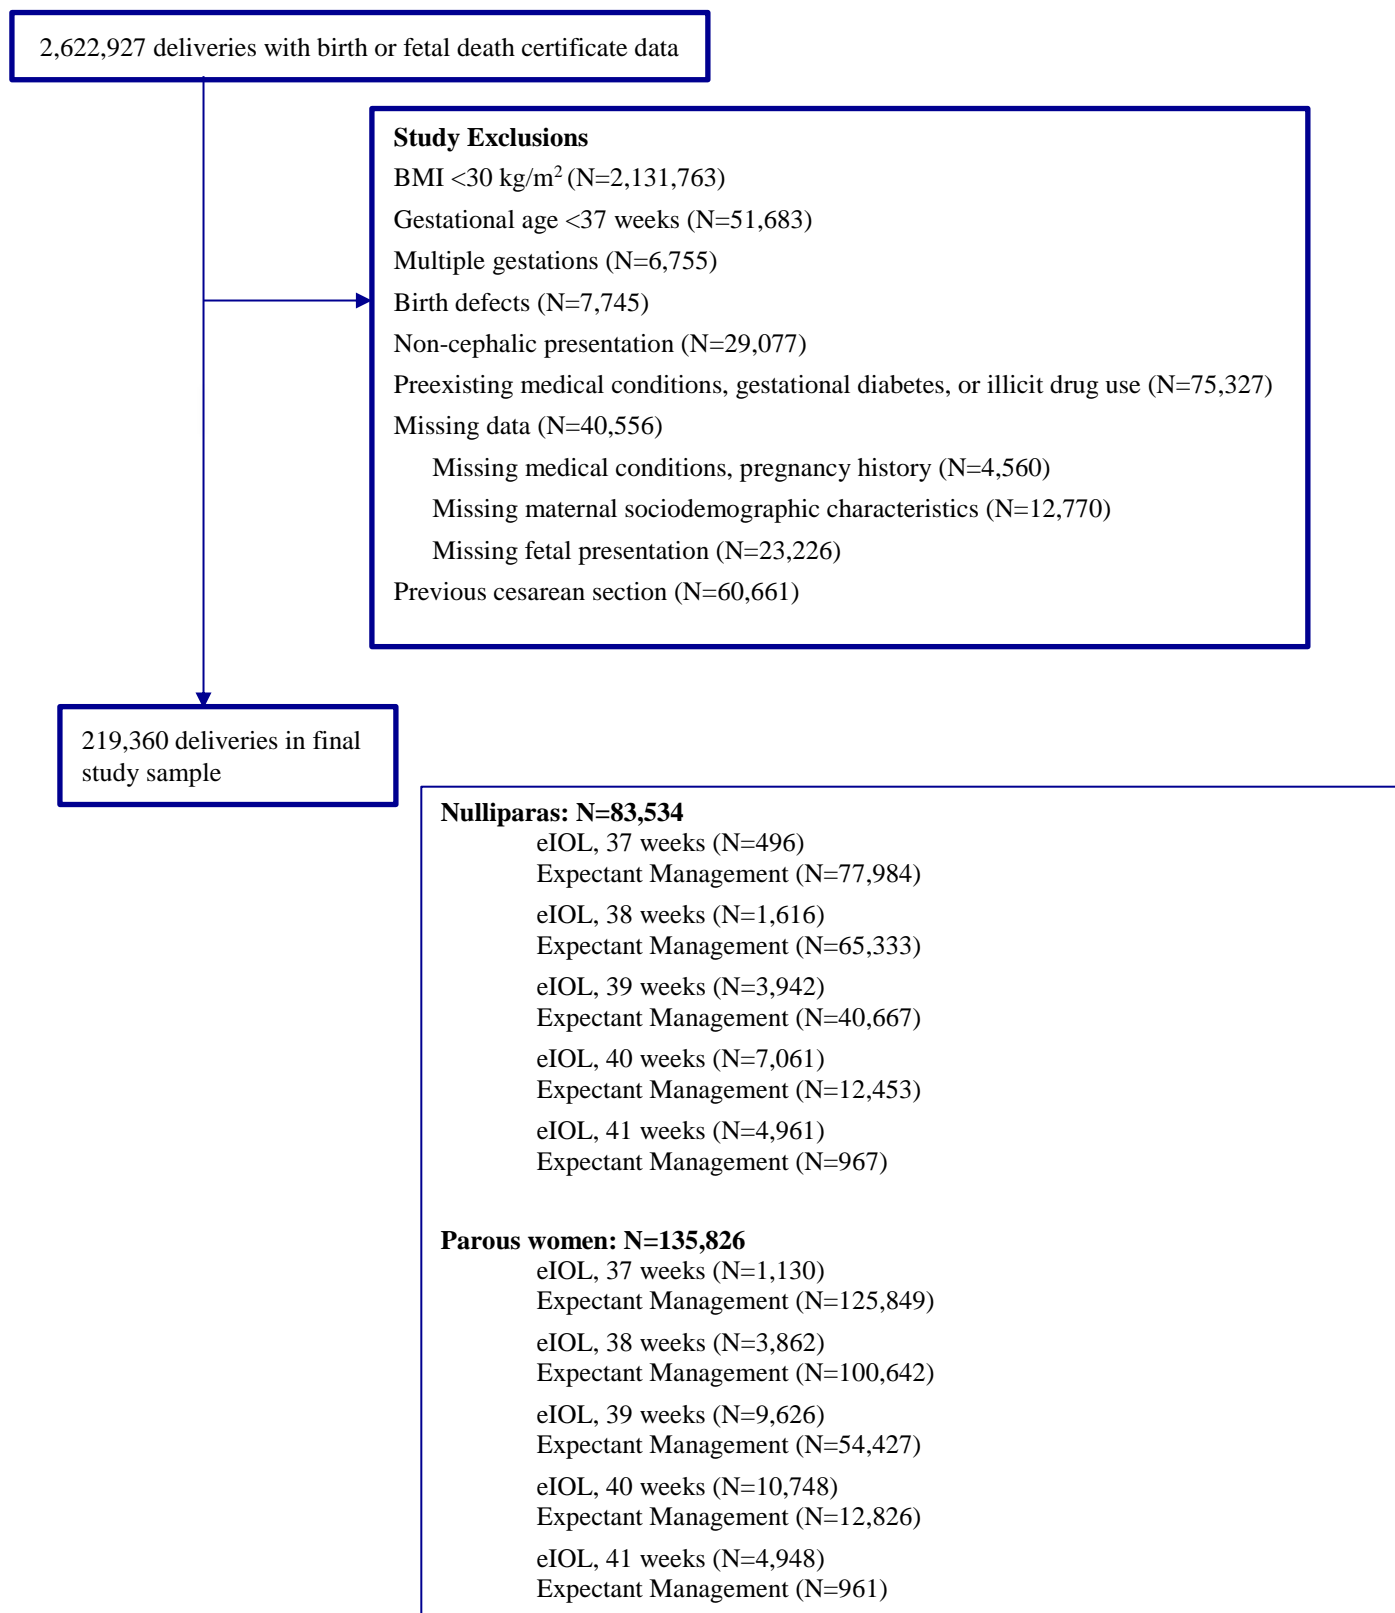 2,622,927 deliveries with birth or fetal death certificate data
Study Exclusions
BMI <30 kg/m² (N=2,131,763)
Gestational age <37 weeks (N=51,683)
Multiple gestations (N=6,755)
Birth defects (N=7,745)
Non-cephalic presentation (N=29,077)
Preexisting medical conditions, gestational diabetes, or illicit drug use (N=75,327)
Missing data (N=40,556)
Missing medical conditions, pregnancy history (N=4,560)
Missing maternal sociodemographic characteristics (N=12,770)
Missing fetal presentation (N=23,226)
Previous cesarean section (N=60,661)
219,360 deliveries in final
study sample
Nulliparas: N=83,534
eIOL, 37 weeks (N=496)
Expectant Management (N=77,984)
eIOL, 38 weeks (N=1,616)
Expectant Management (N=65,333)
eIOL, 39 weeks (N=3,942)
Expectant Management (N=40,667)
eIOL, 40 weeks (N=7,061)
Expectant Management (N=12,453)
eIOL, 41 weeks (N=4,961)
Expectant Management (N=967)
Parous women: N=135,826
eIOL, 37 weeks (N=1,130)
Expectant Management (N=125,849)
eIOL, 38 weeks (N=3,862)
Expectant Management (N=100,642)
eIOL, 39 weeks (N=9,626)
Expectant Management (N=54,427)
eIOL, 40 weeks (N=10,748)
Expectant Management (N=12,826)
eIOL, 41 weeks (N=4,948)
Expectant Management (N=961)